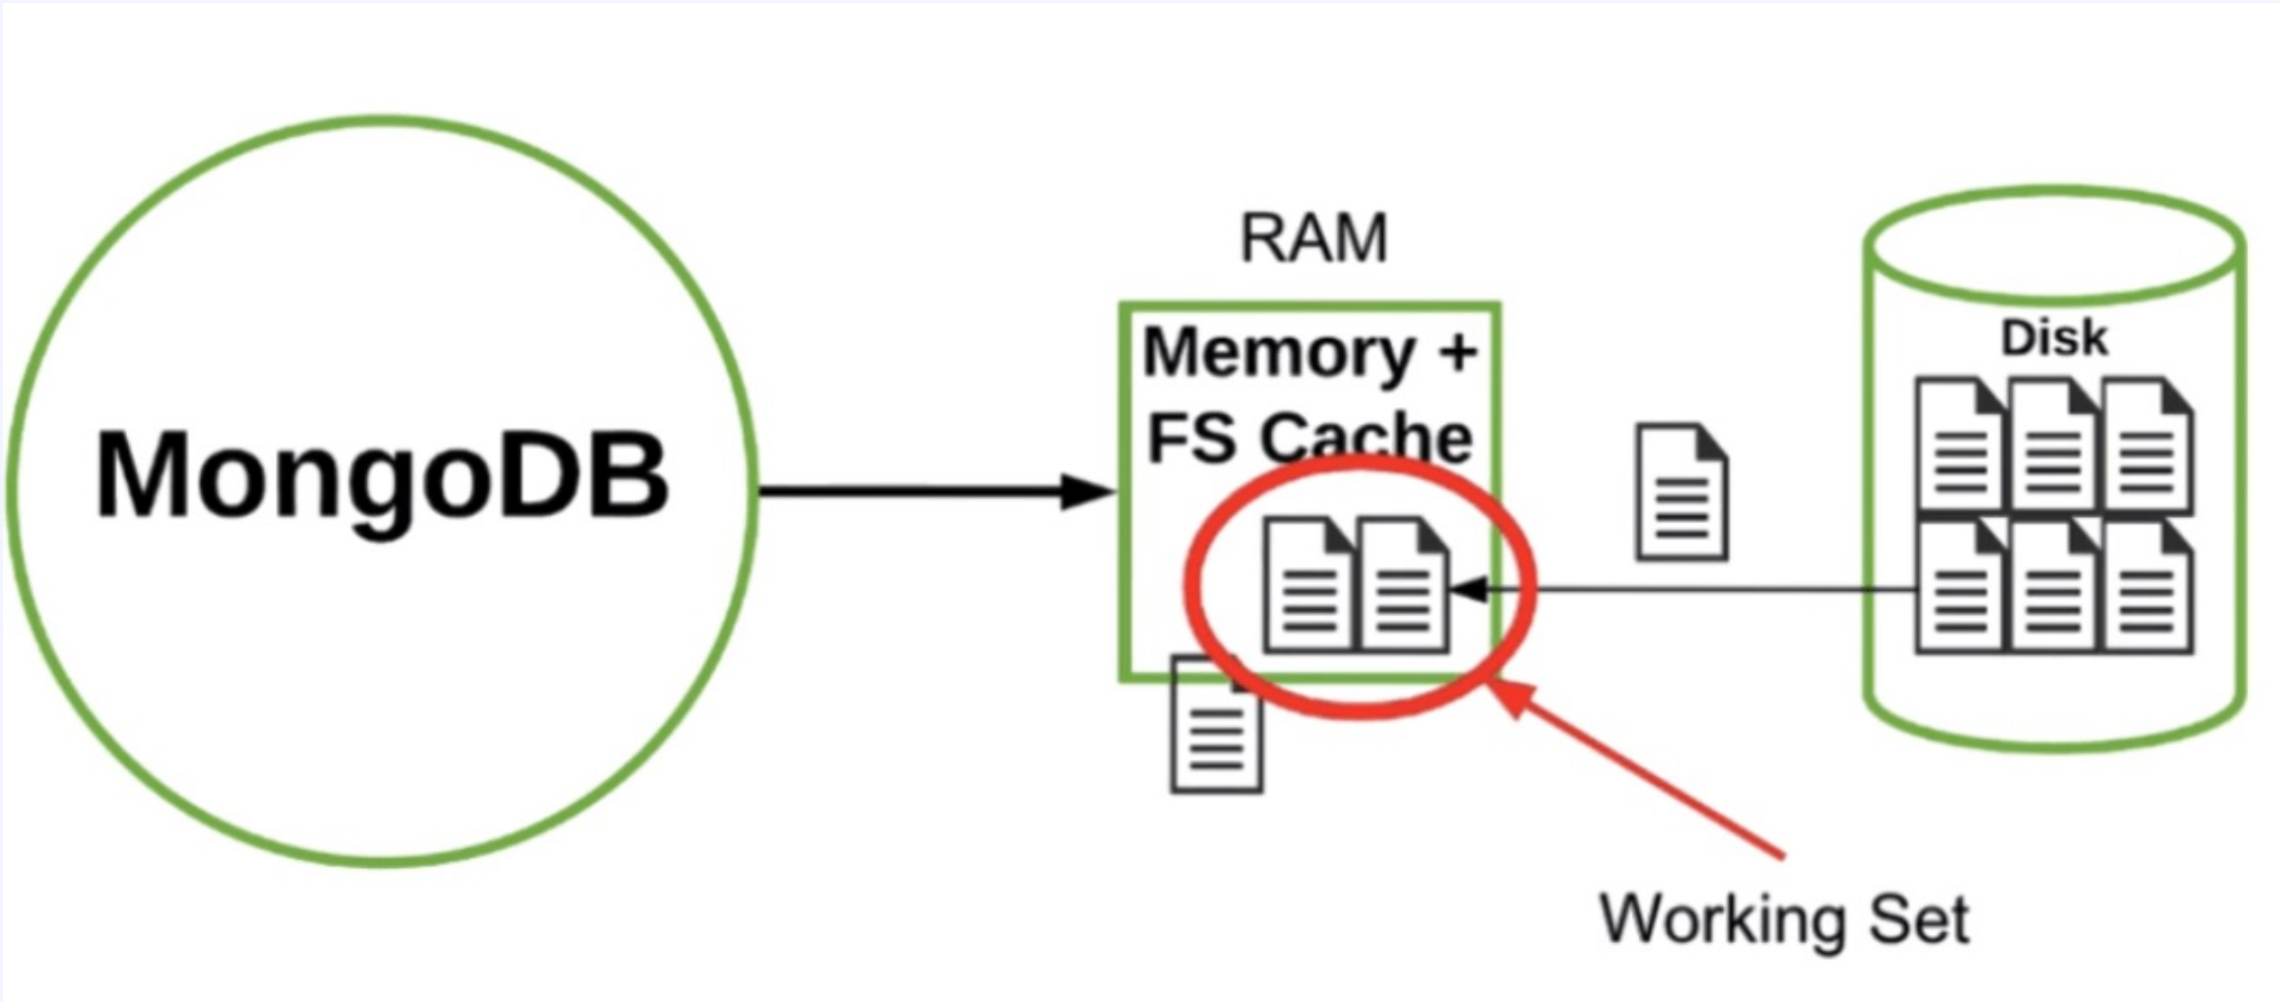 MongoDB
RAM
Memory +
FS Cache
Disk
Working Set